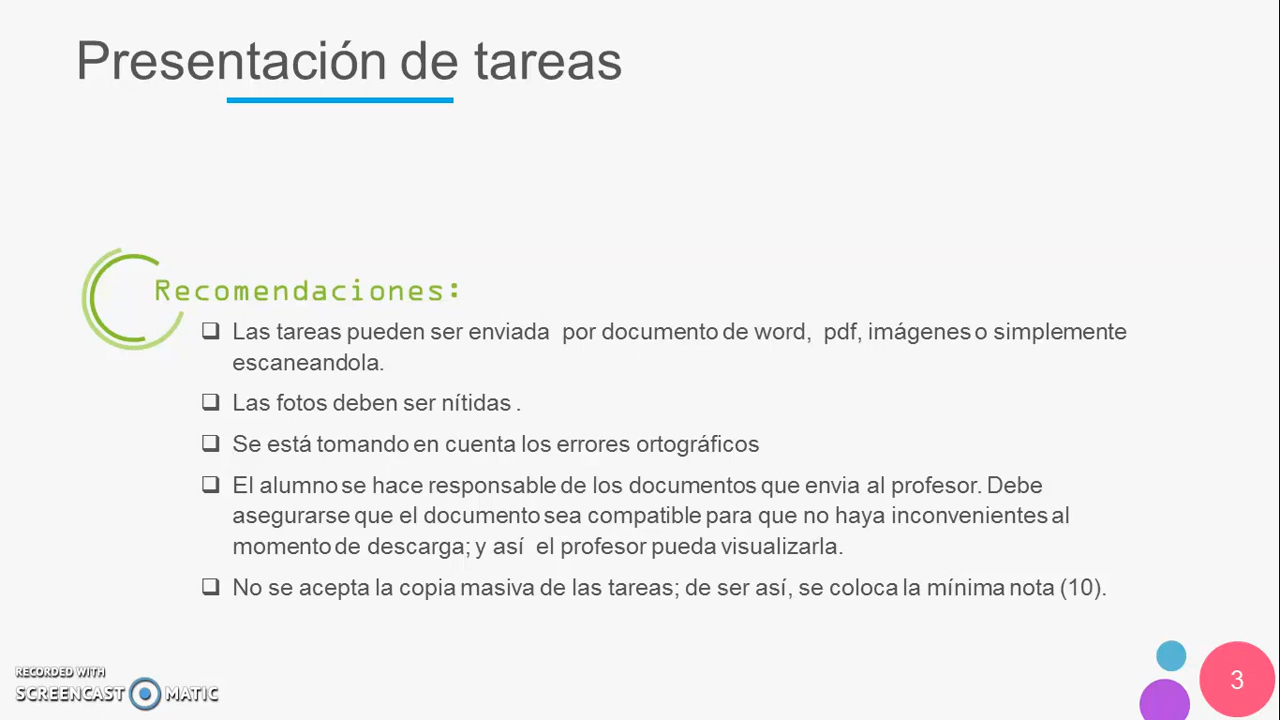 Presentación de tareas
Recomendaciones:
Las tareas pueden ser enviada por documento de word, pdf, imágenes o simplemente
escaneandola.
Las fotos deben ser nítidas .
Se está tomando en cuenta los errores ortográficos
El alumno se hace responsable de los documentos que envia al profesor. Debe
asegurarse que el documento sea compatible para que no haya inconvenientes al
momento de descarga; y así el profesor pueda visualizarla.
No se acepta la copia masiva de las tareas; de ser así, se coloca la mínima nota (10).
RECORDED WITH
SCREENCAST MATIC
3